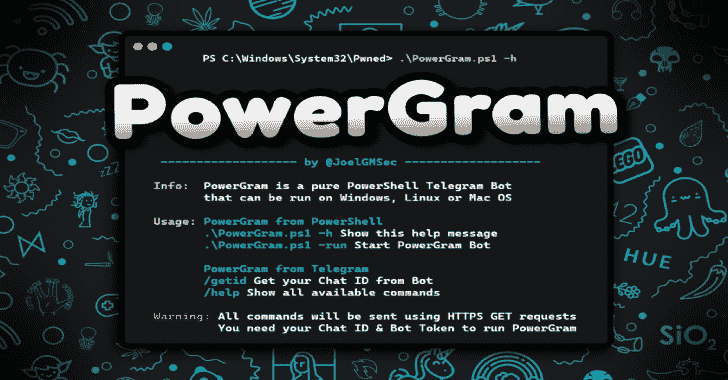 PS C:\Windows\System32\Pwned> .\PowerGram.ps1 -h
PowerGram
------------------- by @JoelGMSec -------------------
Info: PowerGram is a pure PowerShell Telegram Bot
that can be run on Windows, Linux or Mac OS
Usage: PowerGram from PowerShell
.\PowerGram.ps1 -h Show this help message
.\PowerGram.ps1 -run Start PowerGram Bot
PowerGram from Telegram
/getid Get your Chat ID from Bot
/help Show all available commands
Warning: All commands will be sent using HTTPS GET requests
You need your Chat ID & Bot Token to run PowerGram
LEGO
HUE
SiO2